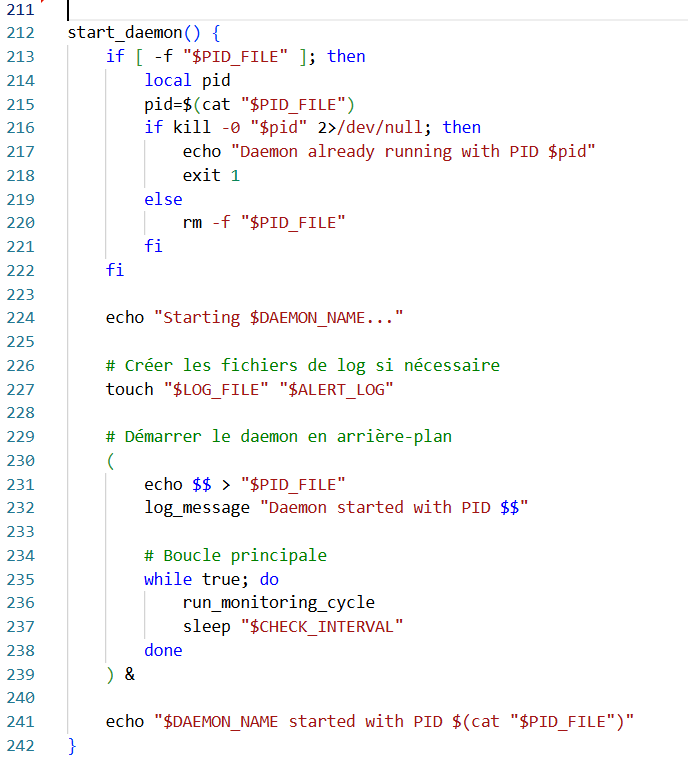 211
212 start_daemon() {
213     if [ -f "$PID_FILE" ]; then
214         local pid
215         pid=$(cat "$PID_FILE")
216         if kill -0 "$pid" 2>/dev/null; then
217             echo "Daemon already running with PID $pid"
218             exit 1
219         else
220             rm -f "$PID_FILE"
221         fi
222     fi
223
224     echo "Starting $DAEMON_NAME..."
225
226     # Créer les fichiers de log si nécessaire
227     touch "$LOG_FILE" "$ALERT_LOG"
228
229     # Démarrer le daemon en arrière-plan
230     (
231         echo $$ > "$PID_FILE"
232         log_message "Daemon started with PID $$"
233
234         # Boucle principale
235         while true; do
236             run_monitoring_cycle
237             sleep "$CHECK_INTERVAL"
238         done
239     ) &
240
241     echo "$DAEMON_NAME started with PID $(cat "$PID_FILE")"
242 }